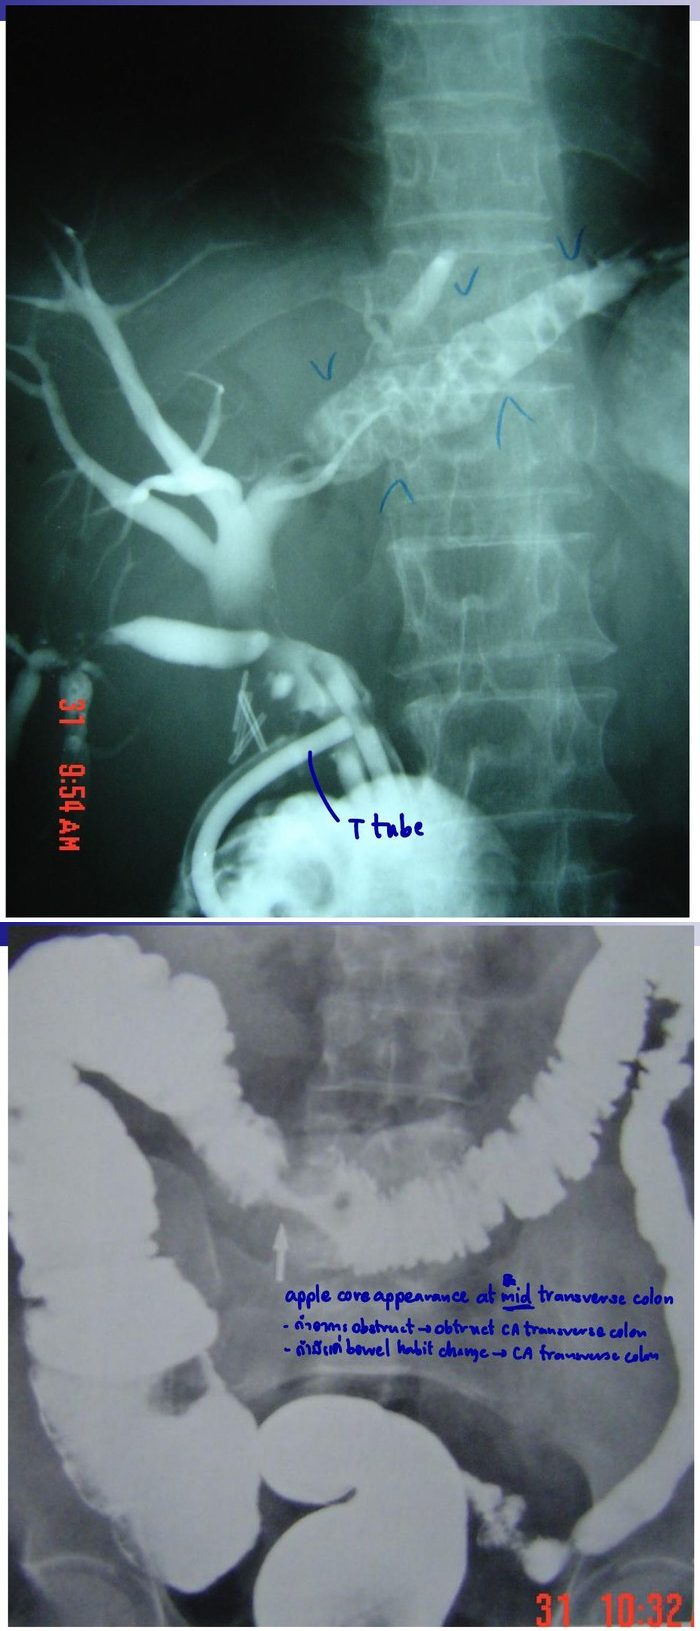 31 9:54 AM
T tube
apple core appearance at mid transverse colon
- ถ้าอาการ obstruct → obtruct CA transverse colon
- ถ้ามีแค่ bowel habit change → CA transverse colon
31 10:32